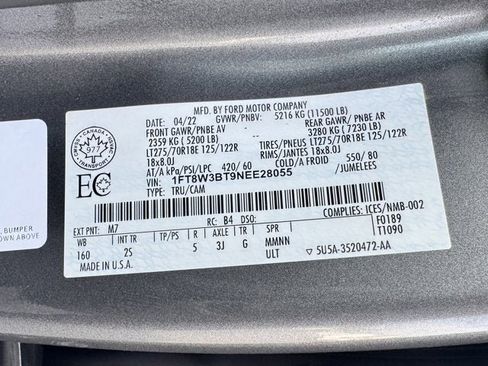 MFD. BY FORD MOTOR COMPANY
04/22 GVWR/PNBV: 5216 KG (11500 LB)
FRONT GAWR/PNBE AV REAR GAWR/ PNBE AR
2359 KG ( 5200 LB) 3280 KG ( 7230 LB)
LT275/70R18E 125/122R TIRES/PNEUS LT275/70R18E 125/122R
18x8.0J RIMS/JANTES 18x8.0J
AT/A kPa/PSI/LPC 420/60 COLD/A FROID 550/80
VIN: 1FT8W3BT9NEE28055 /JUMELEES
TYPE: TRU/CAM
CANADA
977
EC
, BUMPER
OWN ABOVE
COMPLIES: ICES/NMB-002
EXT PNT: M7 RC: B4 DSO: F0189
WB INT TR TP/PS R AXLE TR SPR T1090
160 2S 5 3J G MMNN
MADE IN U.S.A. ULT 5U5A-3520472-AA